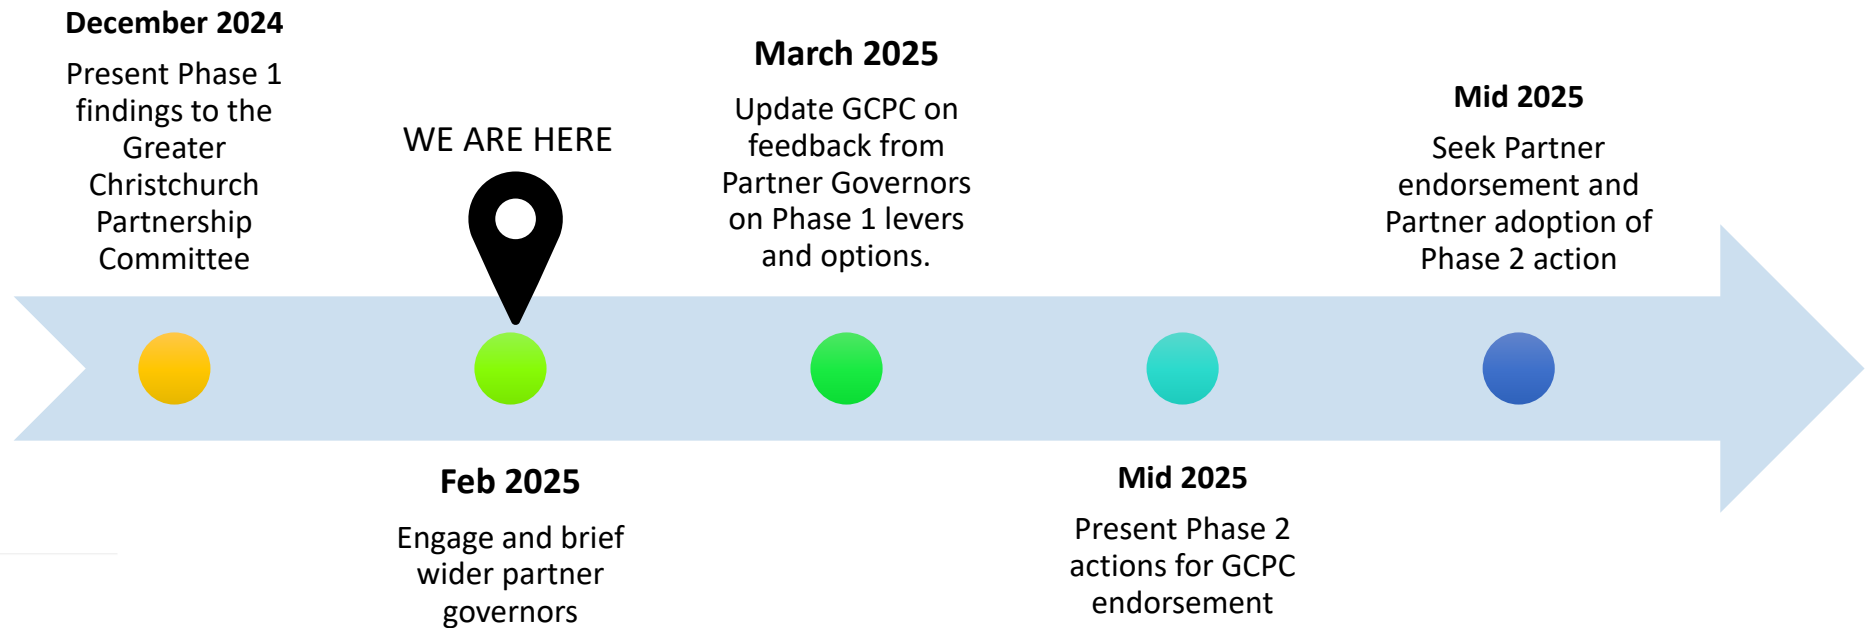 December 2024
Present Phase 1
findings to the
Greater
Christchurch
Partnership
Committee
WE ARE HERE
Feb 2025
Engage and brief
wider partner
governors
March 2025
Update GCPC on
feedback from
Partner Governors
on Phase 1 levers
and options.
Mid 2025
Present Phase 2
actions for GCPC
endorsement
Mid 2025
Seek Partner
endorsement and
Partner adoption of
Phase 2 action